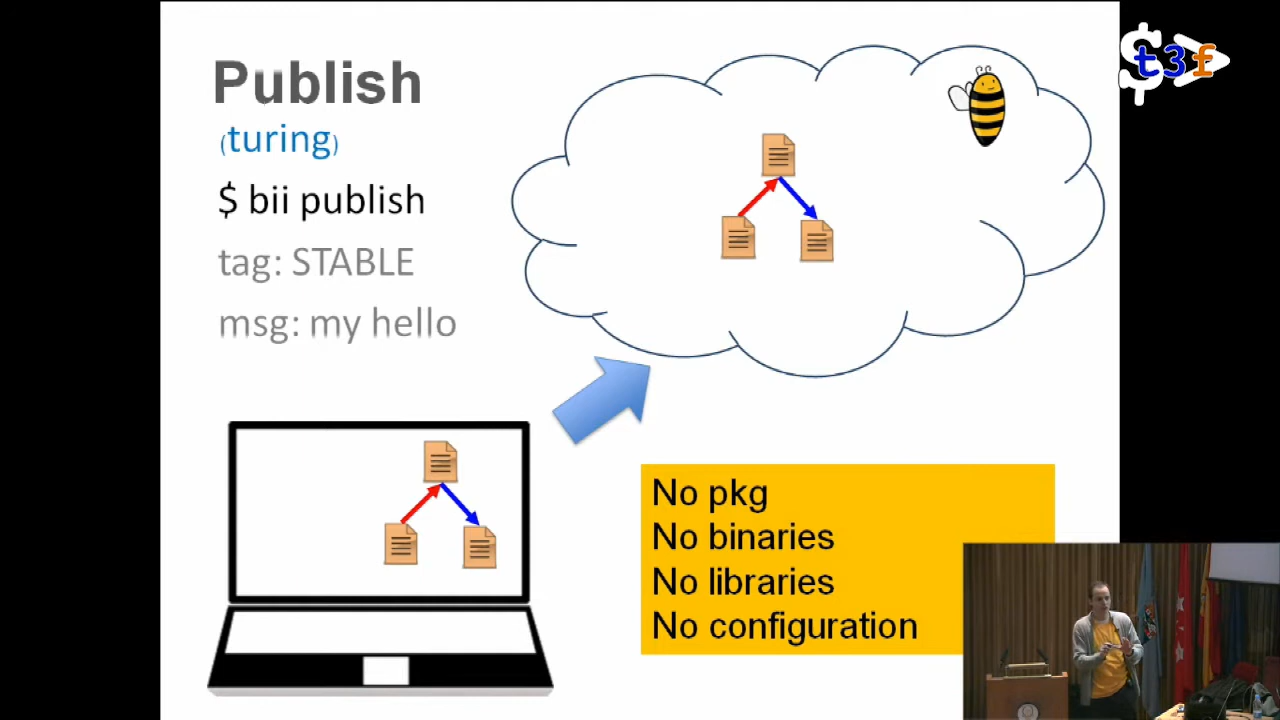 Publish
(turing)
$ bii publish
tag: STABLE
msg: my hello
No pkg
No binaries
No libraries
No configuration
$ t3f